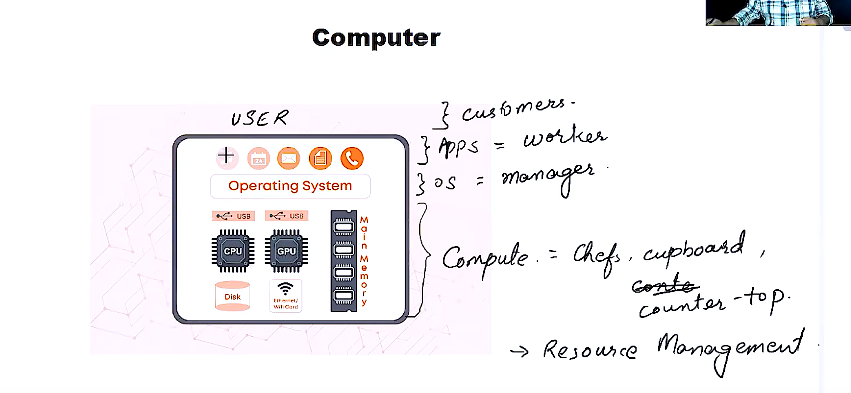 Computer
USER
} customers.
} Apps = worker
Operating System
} OS = manager.
USB
USB
Main Memory
CPU
GPU
Compute. = Chefs, cupboard,
counter-top.
Disk
Ethernet/
Wifi Card
→ Resource Management.